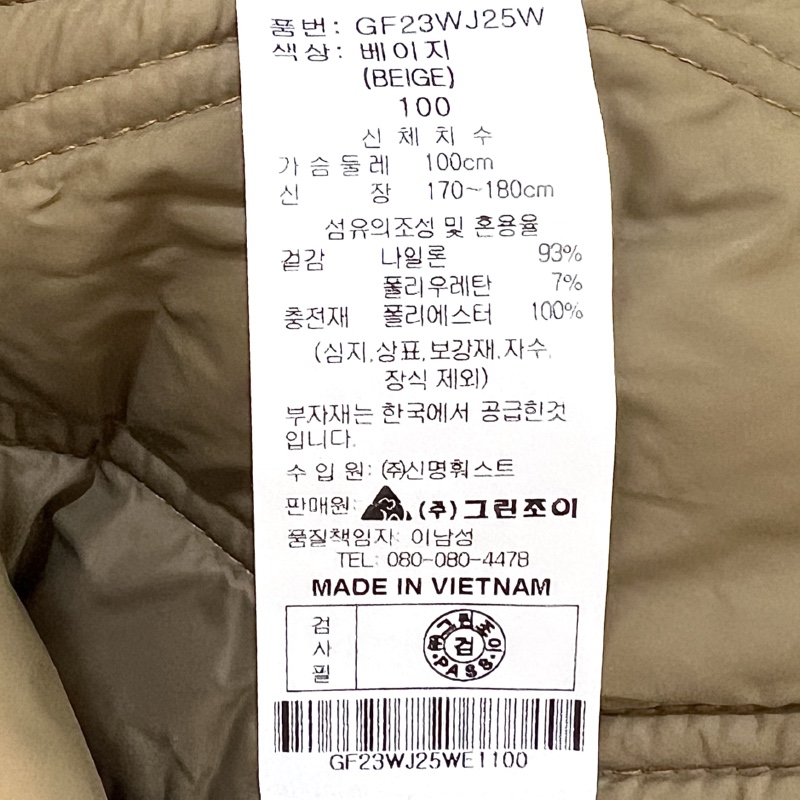 품번: GF23WJ25W
색상: 베이지
(BEIGE)
100
신 체 치 수
가슴둘레 100cm
신 장 170~180cm
섬유의조성 및 혼용율
겉감 나일론 93%
폴리우레탄 7%
충전재 폴리에스터 100%
(심지,상표,보강재,자수,
장식 제외)
부자재는 한국에서 공급한것
입니다.
수 입 원: ㈜신명훠스트
판매원: (주)그린조이
품질책임자: 이남성
TEL: 080-080-4478
MADE IN VIETNAM
검
사
필
㈜그린조이
검
·PASS·
GF23WJ25WE1100